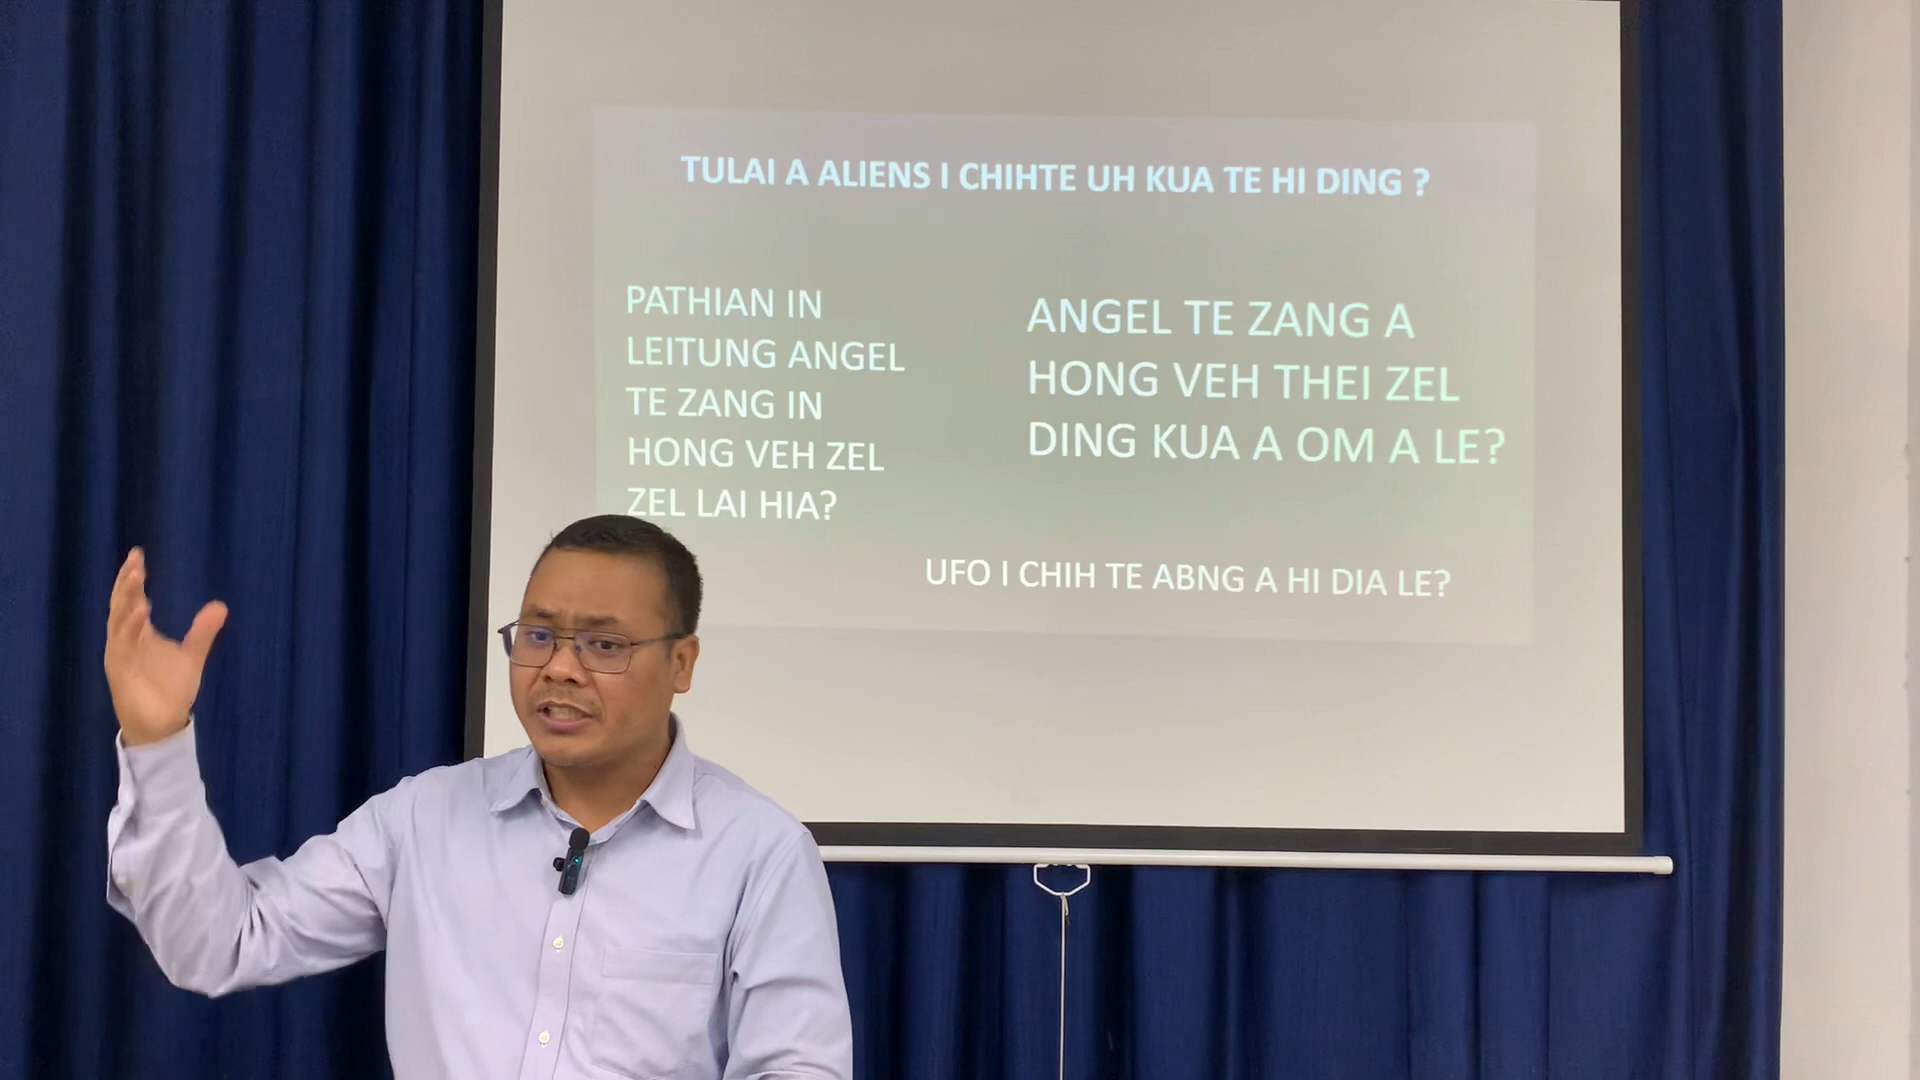 TULAI A ALIENS I CHIHTE UH KUA TE HI DING ?
PATHIAN IN
LEITUNG ANGEL
TE ZANG IN
HONG VEH ZEL
ZEL LAI HIA?
ANGEL TE ZANG A
HONG VEH THEI ZEL
DING KUA A OM A LE?
UFO I CHIH TE ABNG A HI DIA LE?